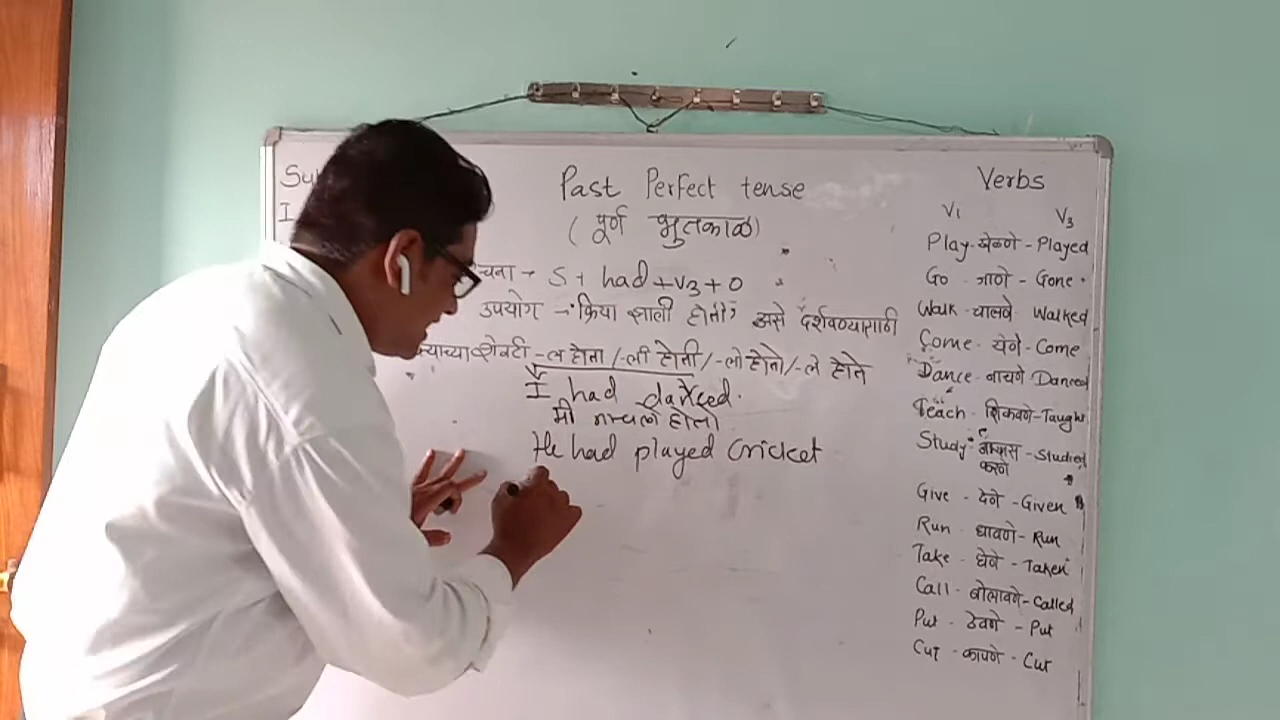 Past Perfect tense
(पूर्ण भुतकाळ)
S + had + V3 + O
उपयोग → "क्रिया झाली होती", असे दर्शवण्यासाठी
शेवटी -ल होता /-ली होती /-लो होतो /-ले होते
I had danced.
मी नाचलो होतो
He had played Cricket
I
Verbs
V1 V3
Play - खेळणे - Played
Go - जाणे - Gone
Walk - चालणे Walked
Come - येणे - Come
Dance - नाचणे Danced
Teach - शिकवणे - Taught
Study - अभ्यास करणे - Studied
Give - देणे - Given
Run - धावणे - Run
Take - घेणे - Taken
Call - बोलावणे - Called
Put - ठेवणे - Put
Cut - कापणे - Cut